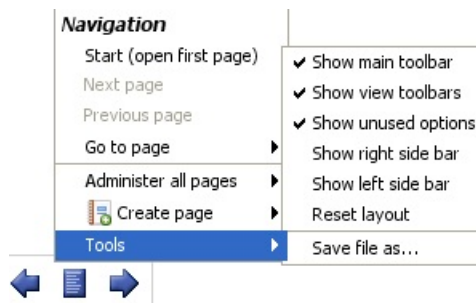 Navigation
Start (open first page)
Next page
Previous page
Go to page
Administer all pages
Create page
Tools
Show main toolbar
Show view toolbars
Show unused options
Show right side bar
Show left side bar
Reset layout
Save file as...